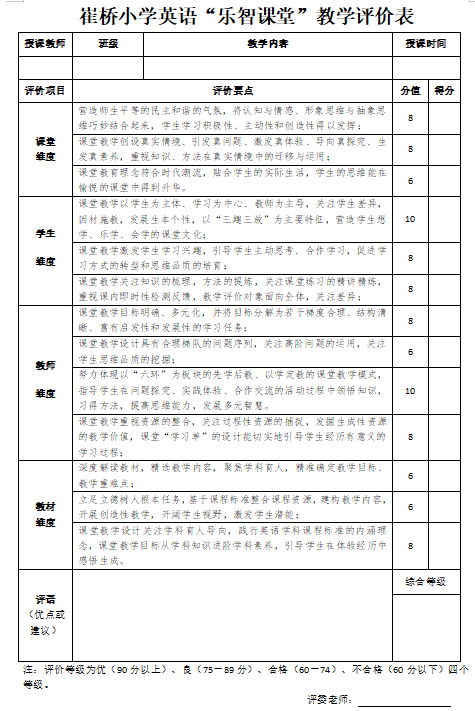 崔桥小学英语“乐智课堂”教学评价表
授课教师 班级 教学内容 授课时间
评价项目 评价要点 分值 得分
课堂
维度
营造师生平等的民主和谐的气氛，将认知与情感、形象思维与抽象思
维巧妙结合起来，学生学习积极性、主动性和创造性得以发挥；
8
课堂教学创设真实情境、引发真问题、激发真体验、导向真探究、生
发真素养，重视知识、方法在真实情境中的迁移与运用；
8
课堂教育理念符合时代潮流，贴合学生的实际生活，学生的思维能在
愉悦的课堂中得到升华。
6
学生
维度
课堂教学以学生为主体、学习为中心、教师为主导，关注学生差异，
因材施教，发展生本个性，以“三趣三放”为主要特征，营造学生想
学、乐学、会学的课堂文化；
10
课堂教学激发学生学习兴趣，引导学生主动思考、合作学习，促进学
习方式的转型和思维品质的培育；
8
课堂教学关注知识的梳理，方法的提炼，关注课堂练习的精讲精练，
重视课内即时性检测反馈，教学评价对象面向全体，关注差异；
8
教师
维度
课堂教学目标明确、多元化，并将目标分解为若干梯度合理、结构清
晰、富有启发性和发展性的学习任务；
8
课堂教学设计具有合理梯队的问题序列，关注高阶问题的运用，关注
学生思维品质的挖掘；
6
努力体现以“六环”为板块的先学后教、以学定教的课堂教学模式，
指导学生在问题探究、实践体验、合作交流的活动过程中领悟知识，
习得方法，提高思维能力，发展多元智慧。
10
课堂教学重视资源的整合，关注过程性资源的捕捉，发掘生成性资源
的教学价值，课堂“学习单”的设计能切实地引导学生经历有意义的
学习过程；
8
教材
维度
深度解读教材，精选教学内容，聚焦学科育人，精准确定教学目标、
教学重难点；
6
立足立德树人根本任务，基于课程标准整合课程资源，建构教学内容，
开展创造性教学，开阔学生视野，激发学生潜能；
6
课堂教学设计关注学科育人导向，践行英语学科课程标准的内涵理
念，课堂教学目标从学科知识进阶学科素养，引导学生在体验经历中
感悟生成。
8
评语
（优点或
建议）
综合等级
注：评价等级为优（90 分以上）、良（75—89 分）、合格（60—74）、不合格（60 分以下）四个
等级。
评委老师：